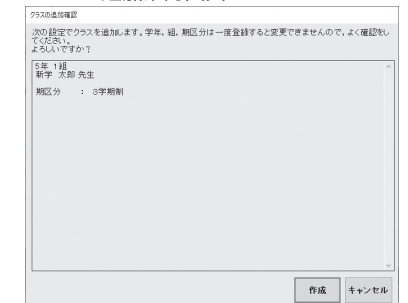 クラスの追加確認
次の設定でクラスを追加します。学年，組，期区分は一度登録すると変更できませんので，よく確認をし
てください。
よろしいですか？
5年 1組
新学 太郎 先生
期区分 ： 3学期制
作成 キャンセル